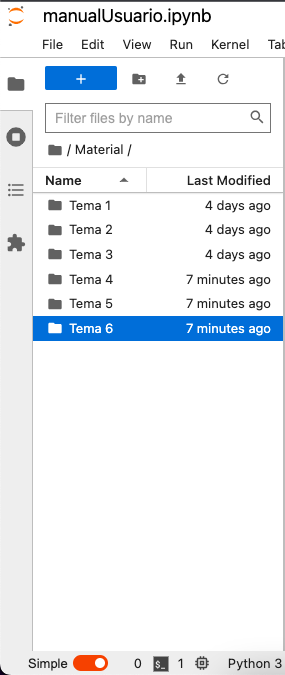 manualUsuario.ipynb
File Edit View Run Kernel
+
Filter files by name
/ Material /
Name Last Modified
Tema 1 4 days ago
Tema 2 4 days ago
Tema 3 4 days ago
Tema 4 7 minutes ago
Tema 5 7 minutes ago
Tema 6 7 minutes ago
Simple 0 $_ 1 Python 3